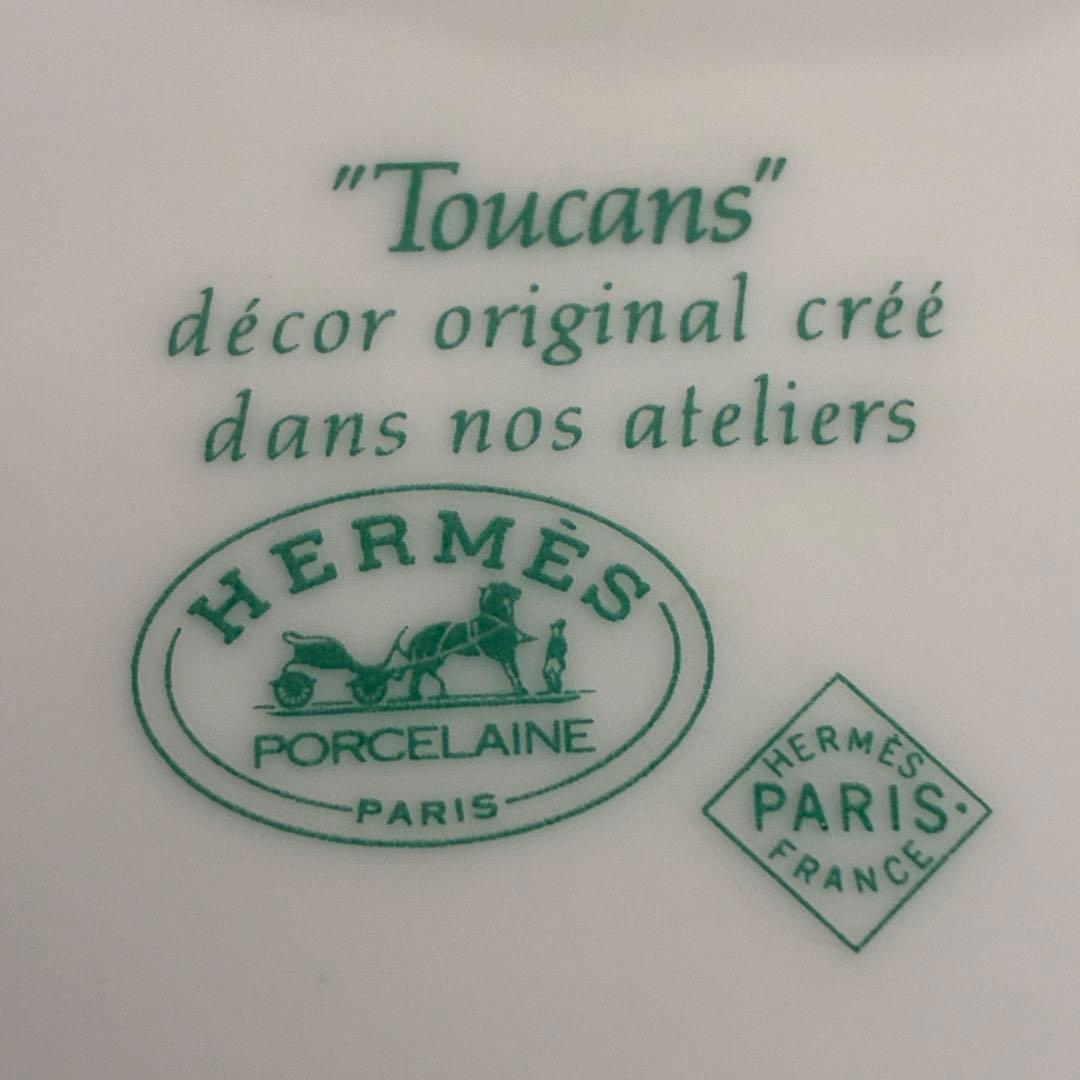 "Toucans"
décor original créé
dans nos ateliers
HERMÈS
PORCELAINE
PARIS
HERMÈS
PARIS.
FRANCE